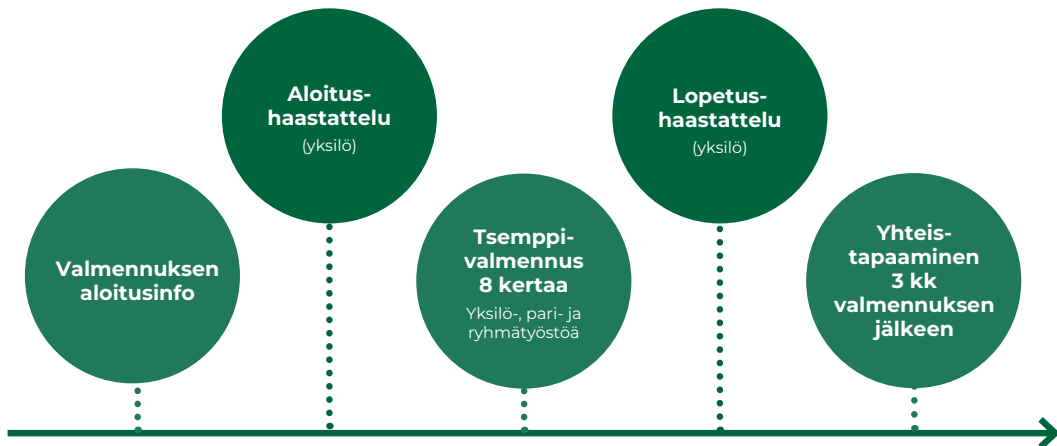 Valmennuksen
aloitusinfo
Aloitus-
haastattelu
(yksilö)
Tsemppi-
valmennus
8 kertaa
Yksilö-, pari- ja
ryhmätyöstöä
Lopetus-
haastattelu
(yksilö)
Yhteis-
tapaaminen
3 kk
valmennuksen
jälkeen